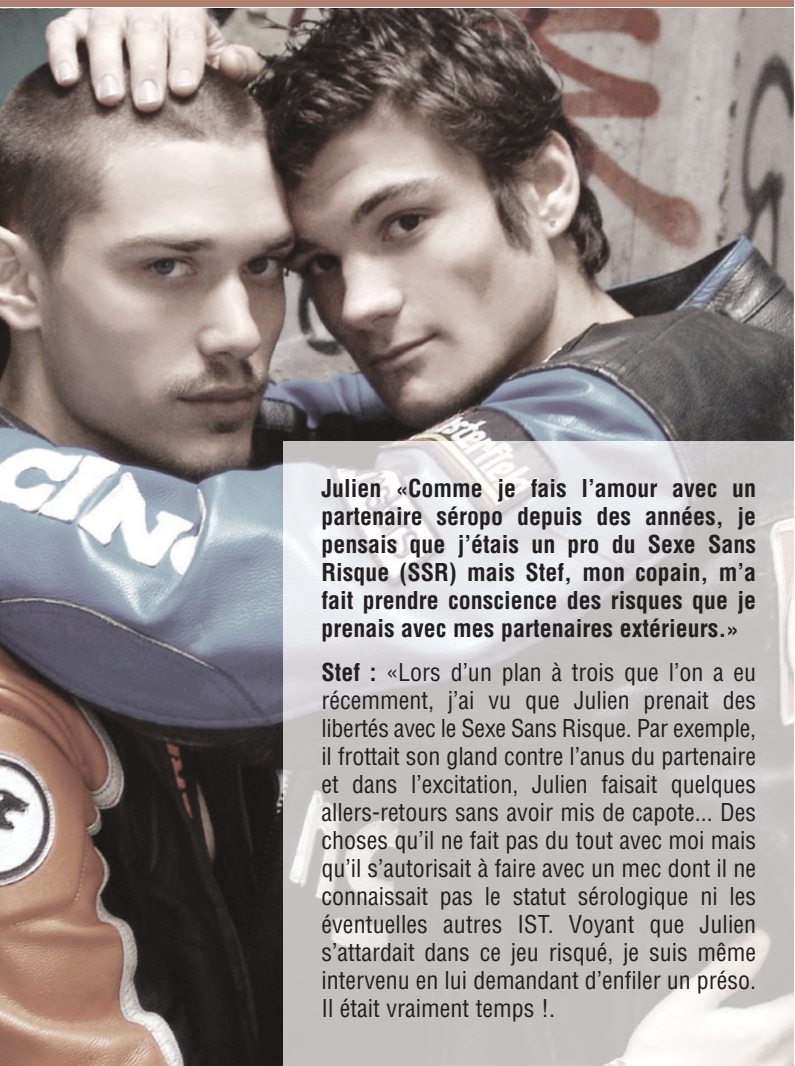 CINC
esterfield
Julien «Comme je fais l’amour avec un
partenaire séropo depuis des années, je
pensais que j’étais un pro du Sexe Sans
Risque (SSR) mais Stef, mon copain, m’a
fait prendre conscience des risques que je
prenais avec mes partenaires extérieurs.»
Stef : «Lors d’un plan à trois que l’on a eu
récemment, j’ai vu que Julien prenait des
libertés avec le Sexe Sans Risque. Par exemple,
il frottait son gland contre l’anus du partenaire
et dans l’excitation, Julien faisait quelques
allers-retours sans avoir mis de capote... Des
choses qu’il ne fait pas du tout avec moi mais
qu’il s’autorisait à faire avec un mec dont il ne
connaissait pas le statut sérologique ni les
éventuelles autres IST. Voyant que Julien
s’attardait dans ce jeu risqué, je suis même
intervenu en lui demandant d’enfiler un préso.
Il était vraiment temps !.